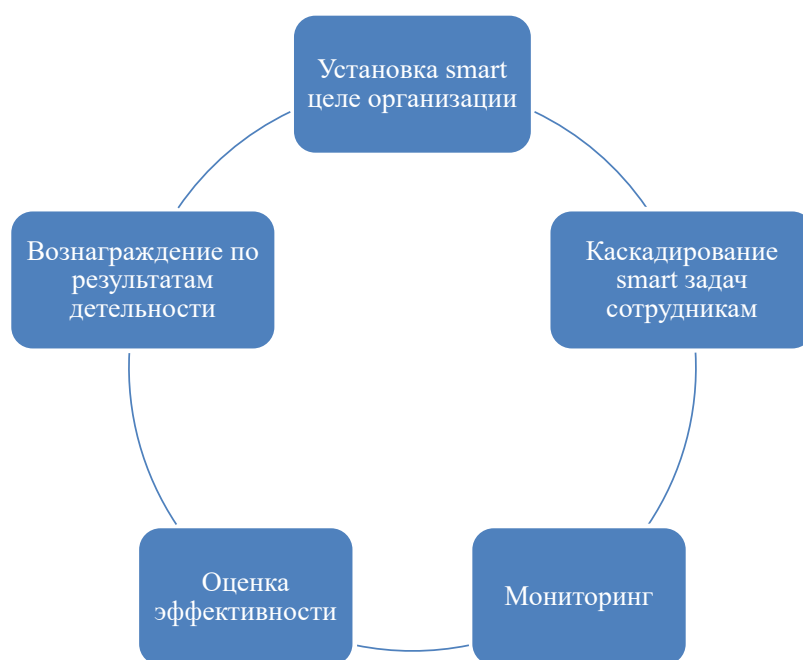 Установка smart
целе организации
Каскадирование
smart задач
сотрудникам
Мониторинг
Оценка
эффективности
Вознаграждение по
результатам
детельности